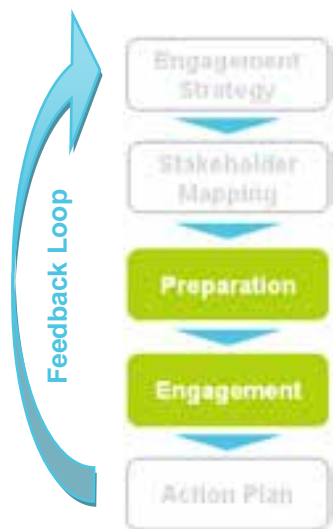 Engagement
Strategy
Stakeholder
Mapping
Preparation
Engagement
Action Plan
Feedback Loop